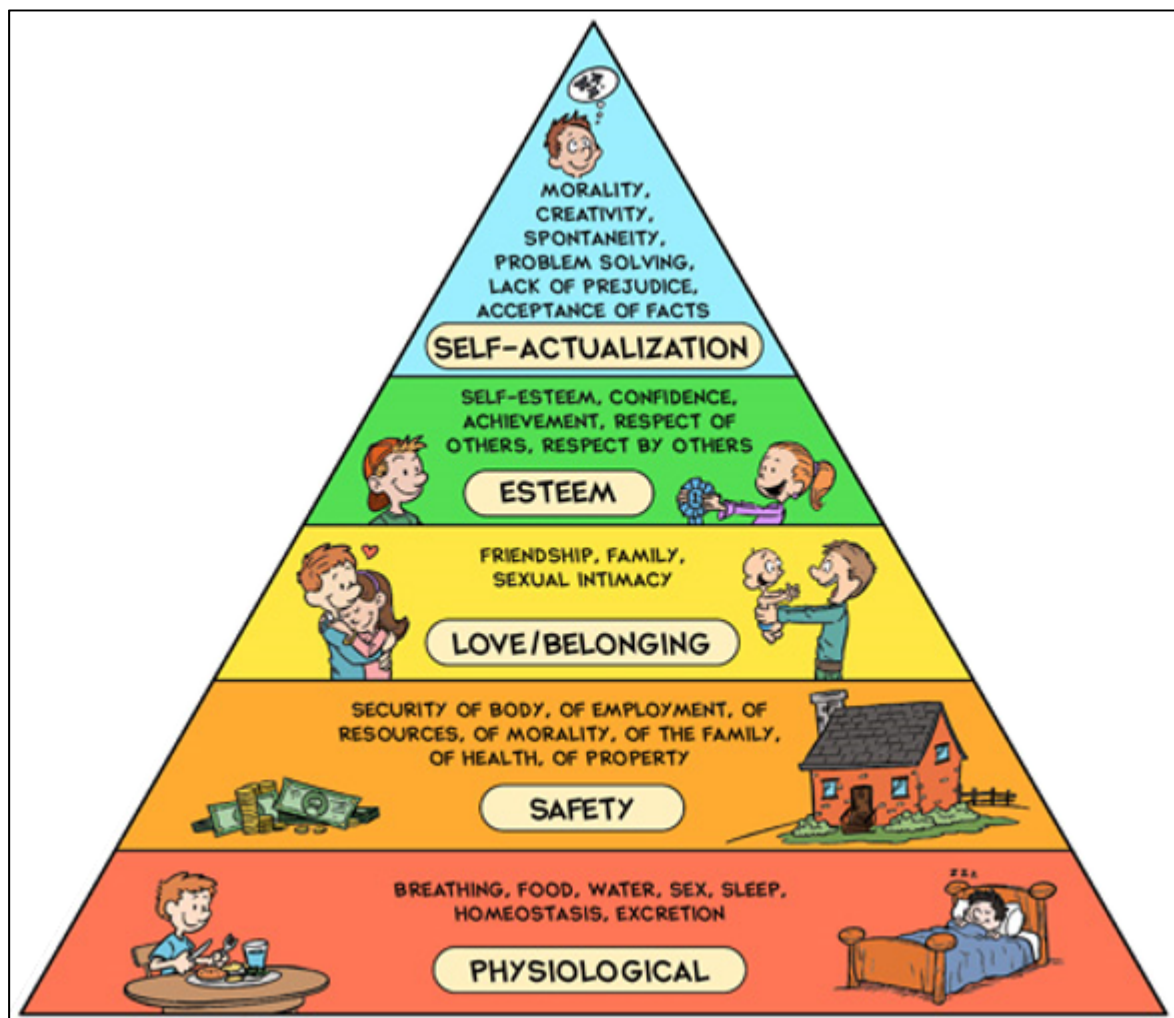 MORALITY,
CREATIVITY,
SPONTANEITY,
PROBLEM SOLVING,
LACK OF PREJUDICE,
ACCEPTANCE OF FACTS
SELF-ACTUALIZATION
SELF-ESTEEM, CONFIDENCE,
ACHIEVEMENT, RESPECT OF
OTHERS, RESPECT BY OTHERS
ESTEEM
1
FRIENDSHIP, FAMILY,
SEXUAL INTIMACY
LOVE/BELONGING
SECURITY OF BODY, OF EMPLOYMENT, OF
RESOURCES, OF MORALITY, OF THE FAMILY,
OF HEALTH, OF PROPERTY
SAFETY
BREATHING, FOOD, WATER, SEX, SLEEP,
HOMEOSTASIS, EXCRETION
zzz
PHYSIOLOGICAL